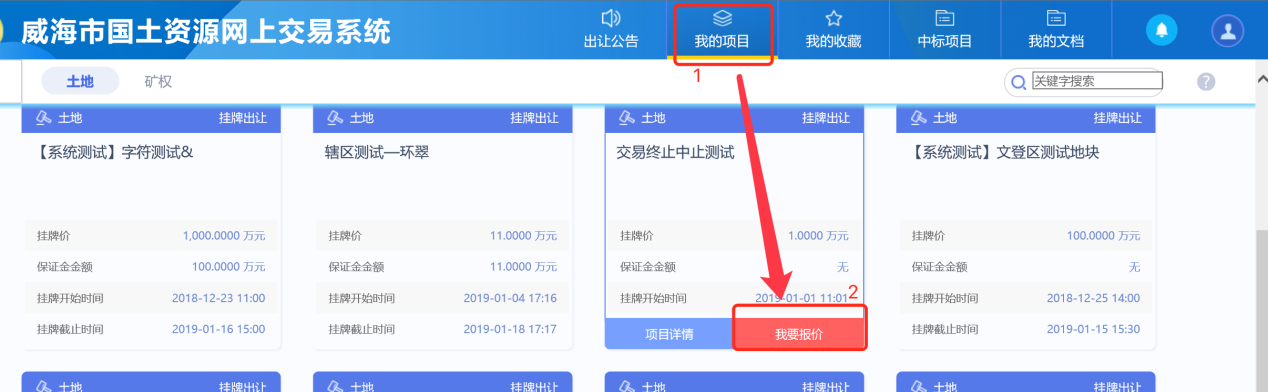 威海市国土资源网上交易系统
出让公告
我的项目
我的收藏
中标项目
我的文档
1
土地
矿权
关键字搜索
?
土地 挂牌出让
【系统测试】字符测试&
挂牌价 1,000.0000 万元
保证金金额 100.0000 万元
挂牌开始时间 2018-12-23 11:00
挂牌截止时间 2019-01-16 15:00
土地 挂牌出让
辖区测试—环翠
挂牌价 11.0000 万元
保证金金额 11.0000 万元
挂牌开始时间 2019-01-04 17:16
挂牌截止时间 2019-01-18 17:17
土地 挂牌出让
交易终止中止测试
挂牌价 1.0000 万元
保证金金额 无
挂牌开始时间 2019-01-01 11:01
2
项目详情 我要报价
土地 挂牌出让
【系统测试】文登区测试地块
挂牌价 100.0000 万元
保证金金额 无
挂牌开始时间 2018-12-25 14:00
挂牌截止时间 2019-01-15 15:30
土地 挂牌出让
土地 挂牌出让
土地 挂牌出让
土地 挂牌出让